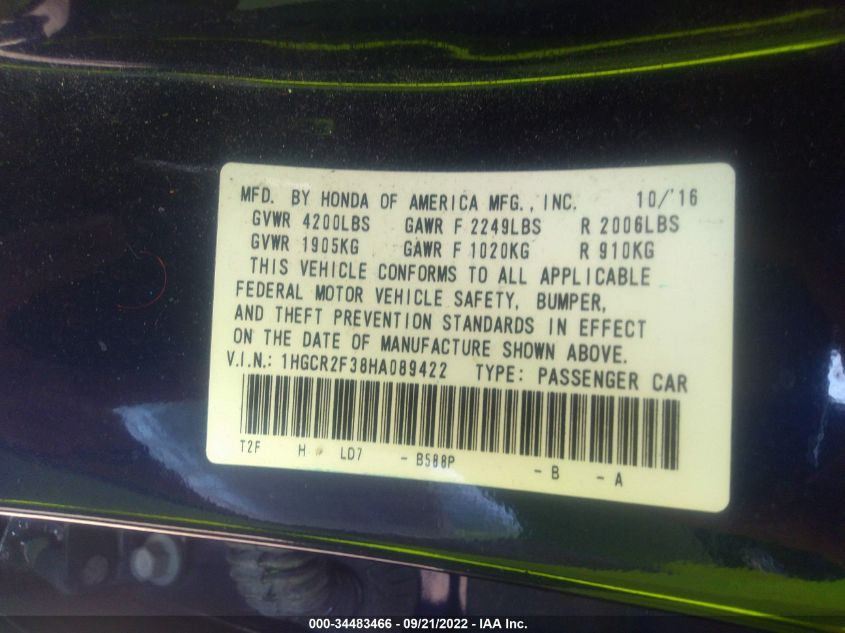 MFD. BY HONDA OF AMERICA MFG., INC. 10/'16
GVWR 4200LBS GAWR F 2249LBS R 2006LBS
GVWR 1905KG GAWR F 1020KG R 910KG
THIS VEHICLE CONFORMS TO ALL APPLICABLE
FEDERAL MOTOR VEHICLE SAFETY, BUMPER,
AND THEFT PREVENTION STANDARDS IN EFFECT
ON THE DATE OF MANUFACTURE SHOWN ABOVE.
V.I.N.: 1HGCR2F38HA089422 TYPE: PASSENGER CAR
T2F H LD7 - B588P - B - A
000-34483466 - 09/21/2022 - IAA Inc.